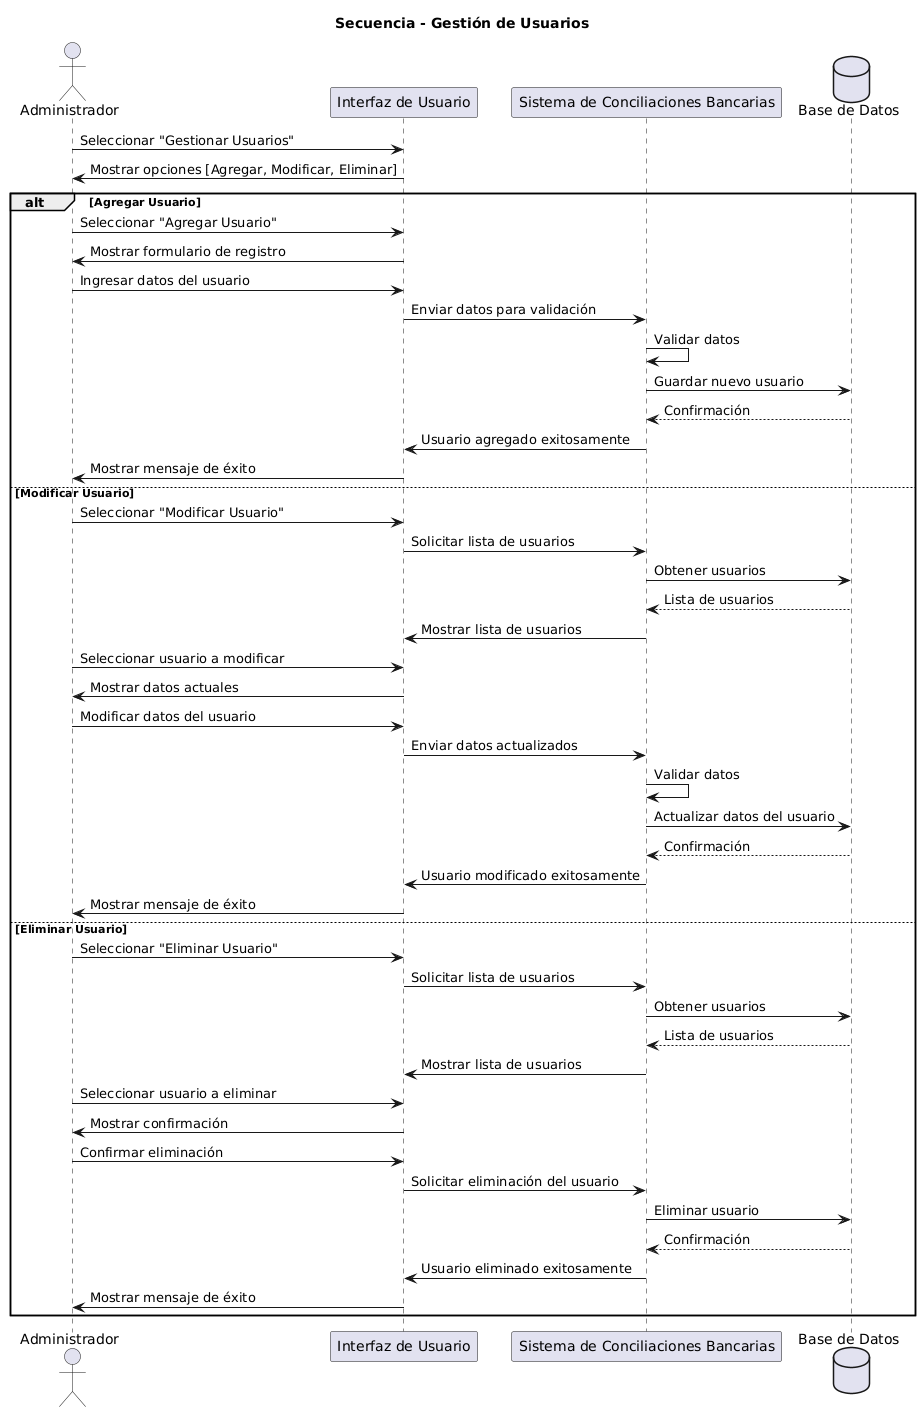 Secuencia - Gestión de Usuarios
Administrador
Interfaz de Usuario
Sistema de Conciliaciones Bancarias
Base de Datos
Seleccionar "Gestionar Usuarios"
Mostrar opciones [Agregar, Modificar, Eliminar]
alt [Agregar Usuario]
Seleccionar "Agregar Usuario"
Mostrar formulario de registro
Ingresar datos del usuario
Enviar datos para validación
Validar datos
Guardar nuevo usuario
Confirmación
Usuario agregado exitosamente
Mostrar mensaje de éxito
[Modificar Usuario]
Seleccionar "Modificar Usuario"
Solicitar lista de usuarios
Obtener usuarios
Lista de usuarios
Mostrar lista de usuarios
Seleccionar usuario a modificar
Mostrar datos actuales
Modificar datos del usuario
Enviar datos actualizados
Validar datos
Actualizar datos del usuario
Confirmación
Usuario modificado exitosamente
Mostrar mensaje de éxito
[Eliminar Usuario]
Seleccionar "Eliminar Usuario"
Solicitar lista de usuarios
Obtener usuarios
Lista de usuarios
Mostrar lista de usuarios
Seleccionar usuario a eliminar
Mostrar confirmación
Confirmar eliminación
Solicitar eliminación del usuario
Eliminar usuario
Confirmación
Usuario eliminado exitosamente
Mostrar mensaje de éxito
Administrador
Interfaz de Usuario
Sistema de Conciliaciones Bancarias
Base de Datos